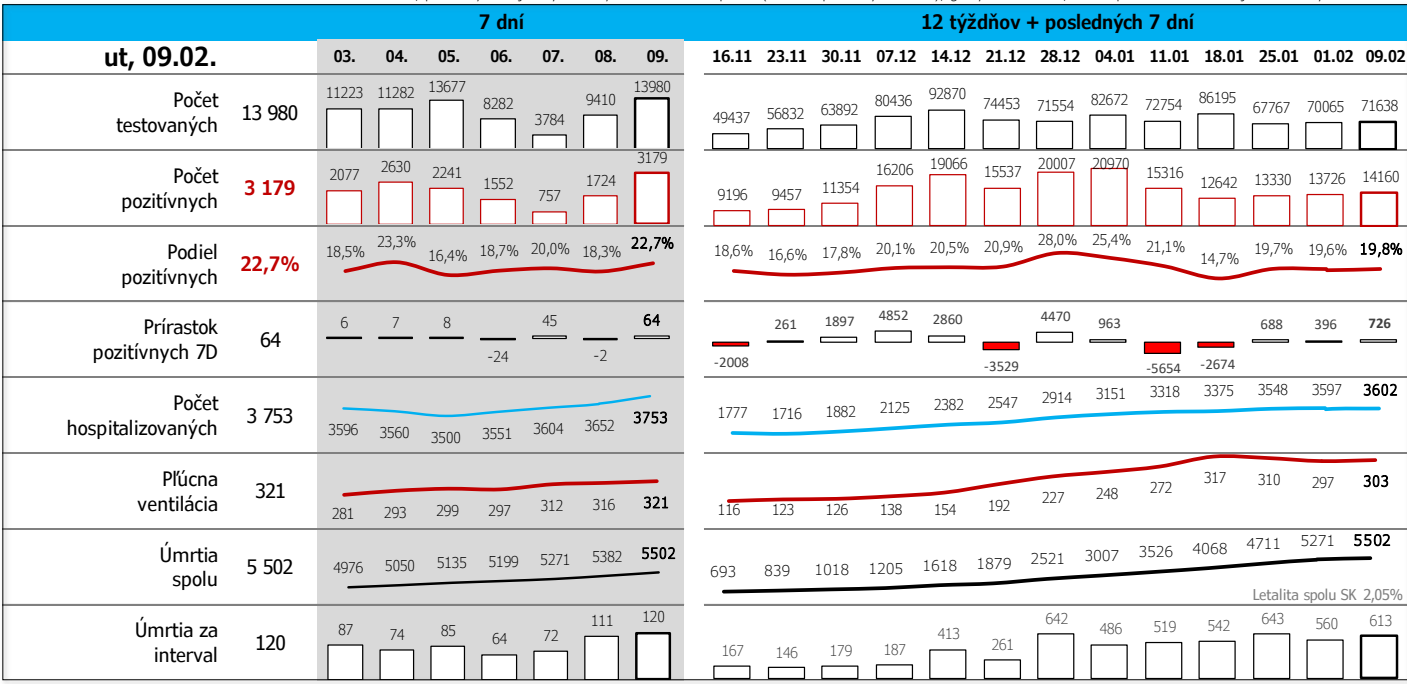 7 dní 12 týždňov + posledných 7 dní
ut, 09.02. 03. 04. 05. 06. 07. 08. 09. 16.11 23.11 30.11 07.12 14.12 21.12 28.12 04.01 11.01 18.01 25.01 01.02 09.02
Počet testovaných 13 980 11223 11282 13677 8282 3784 9410 13980 49437 56832 63892 80436 92870 74453 71554 82672 72754 86195 67767 70065 71638
Počet pozitívnych 3 179 2077 2630 2241 1552 757 1724 3179 9196 9457 11354 16206 19066 15537 20007 20970 15316 12642 13330 13726 14160
Podiel pozitívnych 22,7% 18,5% 23,3% 16,4% 18,7% 20,0% 18,3% 22,7% 18,6% 16,6% 17,8% 20,1% 20,5% 20,9% 28,0% 25,4% 21,1% 14,7% 19,7% 19,6% 19,8%
Prírastok pozitívnych 7D 64 6 7 8 -24 45 -2 64 -2008 261 1897 4852 2860 -3529 4470 963 -5654 -2674 688 396 726
Počet hospitalizovaných 3 753 3596 3560 3500 3551 3604 3652 3753 1777 1716 1882 2125 2382 2547 2914 3151 3318 3375 3548 3597 3602
Pľúcna ventilácia 321 281 293 299 297 312 316 321 116 123 126 138 154 192 227 248 272 317 310 297 303
Úmrtia spolu 5 502 4976 5050 5135 5199 5271 5382 5502 693 839 1018 1205 1618 1879 2521 3007 3526 4068 4711 5271 5502
Letalita spolu SK 2,05%
Úmrtia za interval 120 87 74 85 64 72 111 120 167 146 179 187 413 261 642 486 519 542 643 560 613